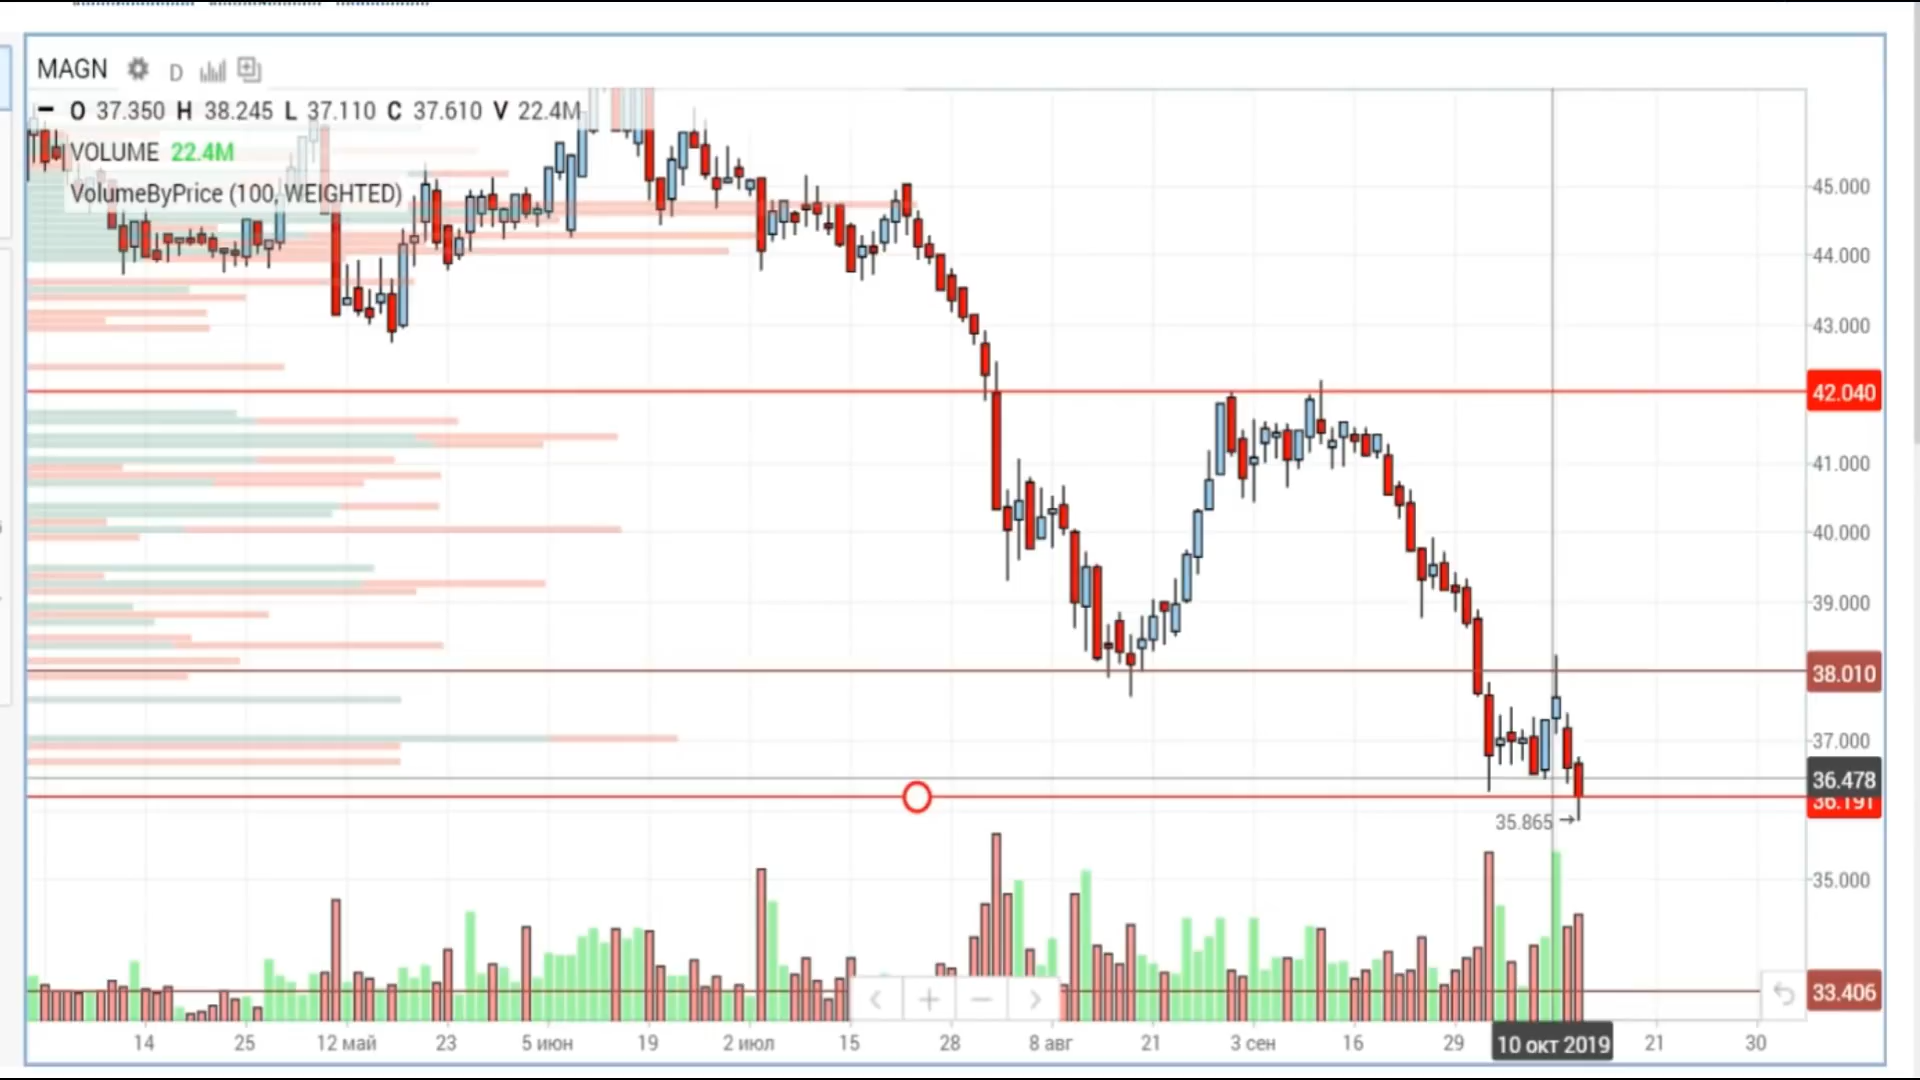 MAGN D
O 37.350 H 38.245 L 37.110 C 37.610 V 22.4M
VOLUME 22.4M
VolumeByPrice (100, WEIGHTED)
45.000
44.000
43.000
42.040
41.000
40.000
39.000
38.010
37.000
36.478
36.191
35.865
35.000
33.406
14 25 12 май 23 5 июн 19 2 июл 15 28 8 авг 21 3 сен 16 29 10 окт 2019 21 30